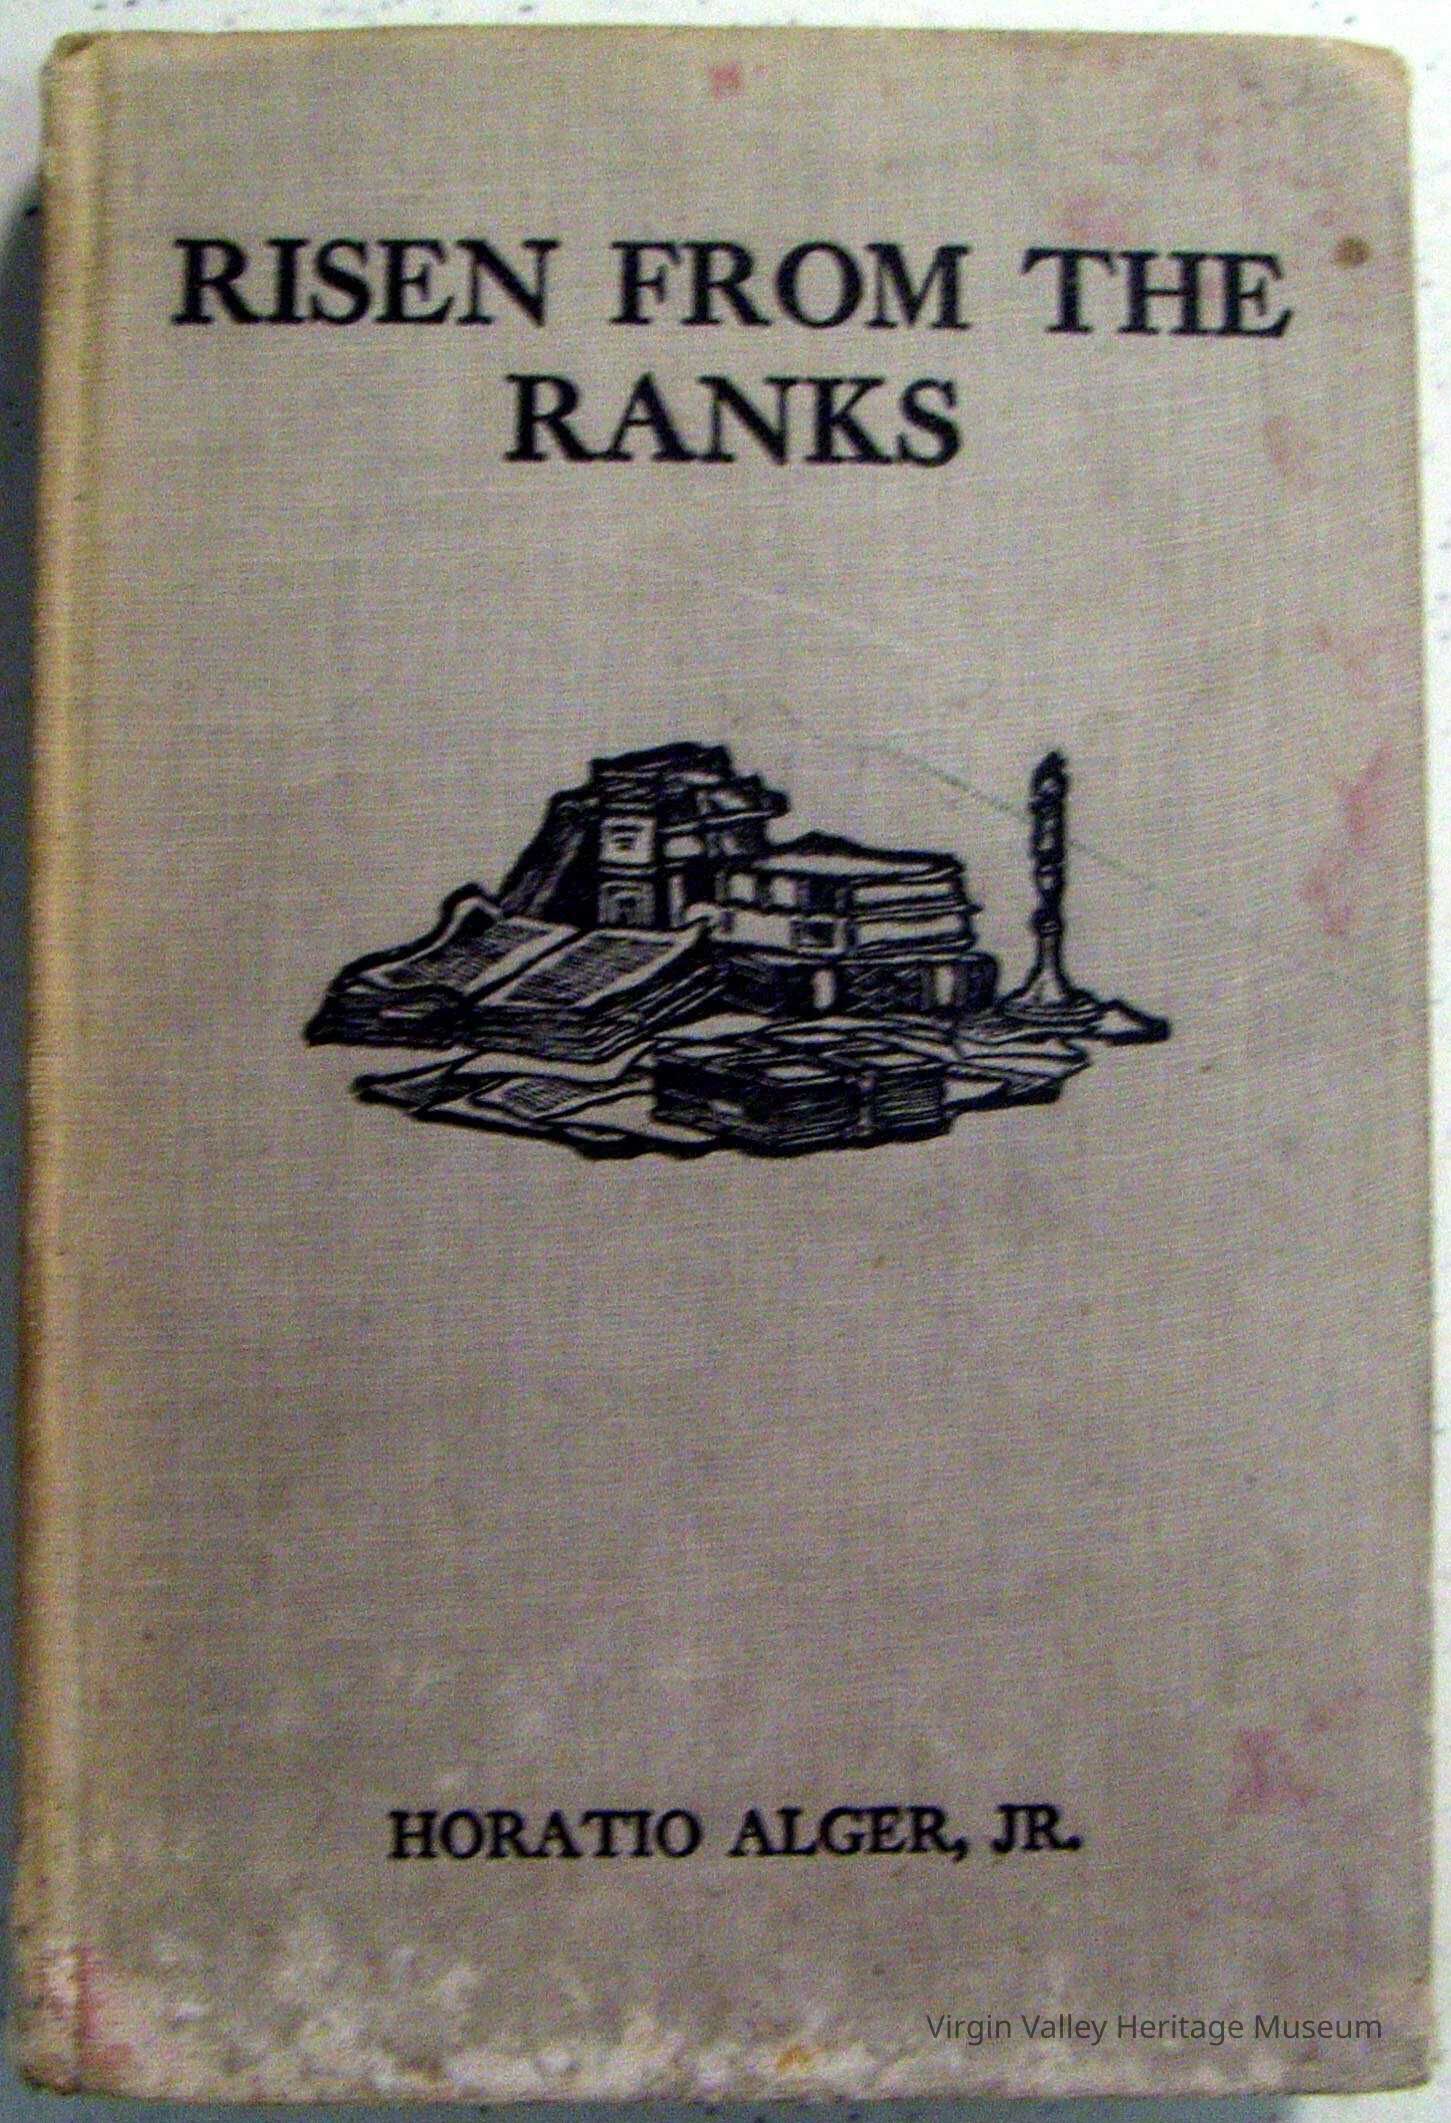 RISEN FROM THE
RANKS
HORATIO ALGER, JR.
Virgin Valley Heritage Museum